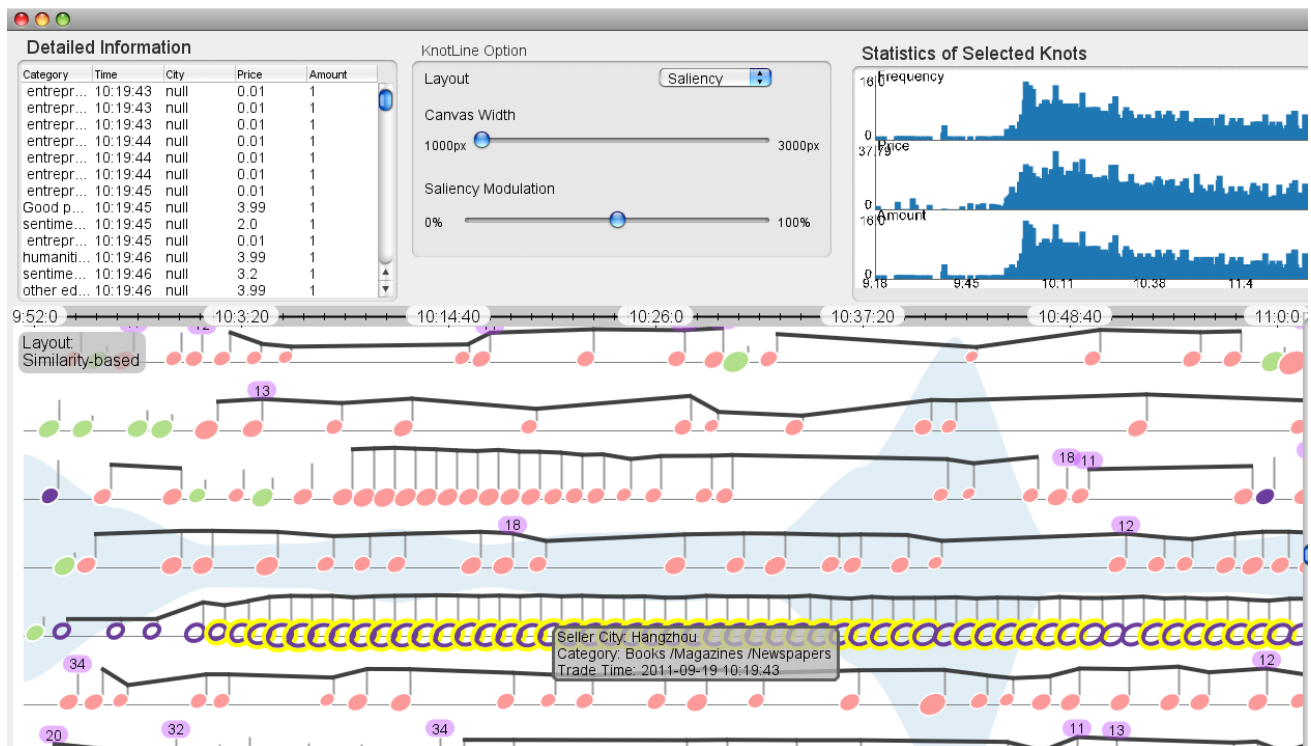 Detailed Information
Category Time City Price Amount
entrepr... 10:19:43 null 0.01 1
entrepr... 10:19:43 null 0.01 1
entrepr... 10:19:43 null 0.01 1
entrepr... 10:19:44 null 0.01 1
entrepr... 10:19:44 null 0.01 1
entrepr... 10:19:44 null 0.01 1
entrepr... 10:19:45 null 0.01 1
Good p... 10:19:45 null 3.99 1
sentime... 10:19:45 null 2.0 1
entrepr... 10:19:45 null 0.01 1
humaniti... 10:19:46 null 3.99 1
sentime... 10:19:46 null 3.2 1
other ed... 10:19:46 null 3.99 1
KnotLine Option
Layout Saliency
Canvas Width
1000px 3000px
Saliency Modulation
0% 100%
Statistics of Selected Knots
16.0 Frequency
0
37.79 Price
0
16.0 Amount
0
9:18 9:45 10:11 10:38 11:4
9:52:0 10:3:20 10:14:40 10:26:0 10:37:20 10:48:40 11:0:0
Layout:
Similarity-based
13
18 11
18 12
Seller City: Hangzhou
Category: Books /Magazines /Newspapers
Trade Time: 2011-09-19 10:19:43
34 12
20 32 34 11 13